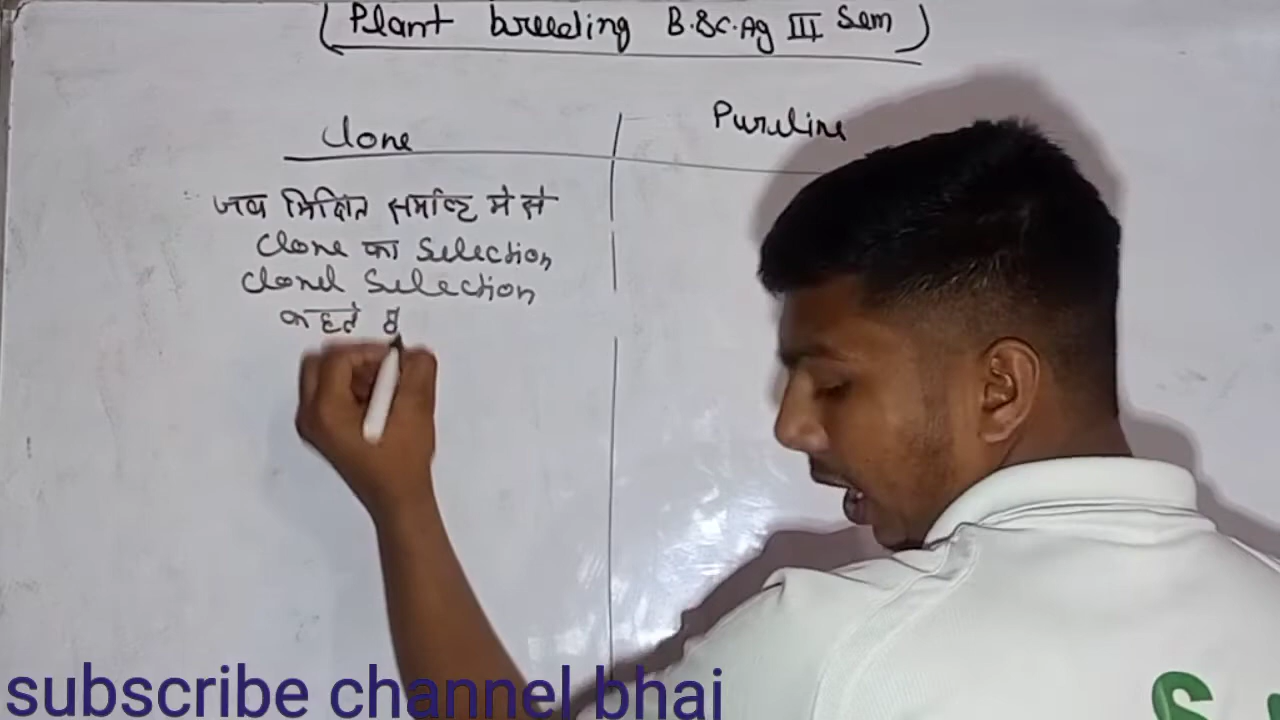 (Plant breeding B.Sc.Ag III Sem)
Clone
Pureline
जब मिश्रित समष्टि मे से
Clone का Selection
Clonel Selection
कहते है
subscribe channel bhai